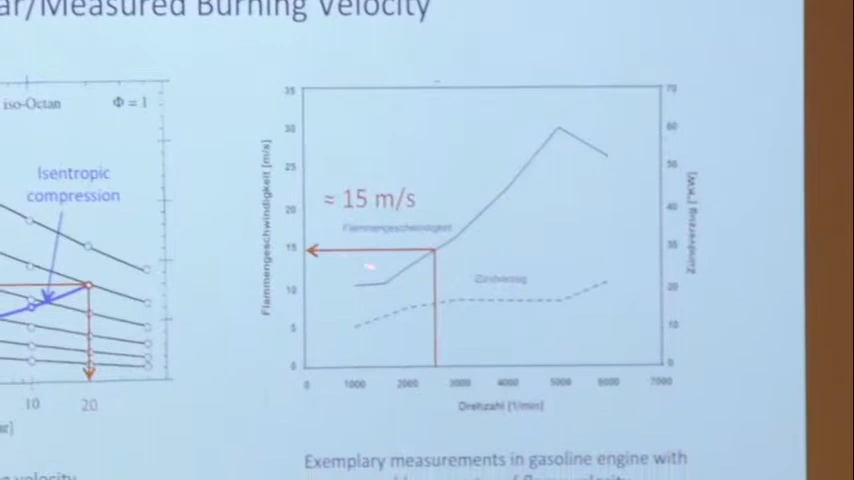 ar/Measured Burning Velocity
iso-Octan Φ = 1
Isentropic
compression
10 20
ar]
velocity
35
30
25
20
15
10
5
0
Flammengeschwindigkeit [m/s]
≈ 15 m/s
Flammengeschwindigkeit
Zündverzug
0 1000 2000 3000 4000 5000 6000 7000
Drehzahl [1/min]
70
60
50
40
30
20
10
0
Zündverzug [°KW]
Exemplary measurements in gasoline engine with